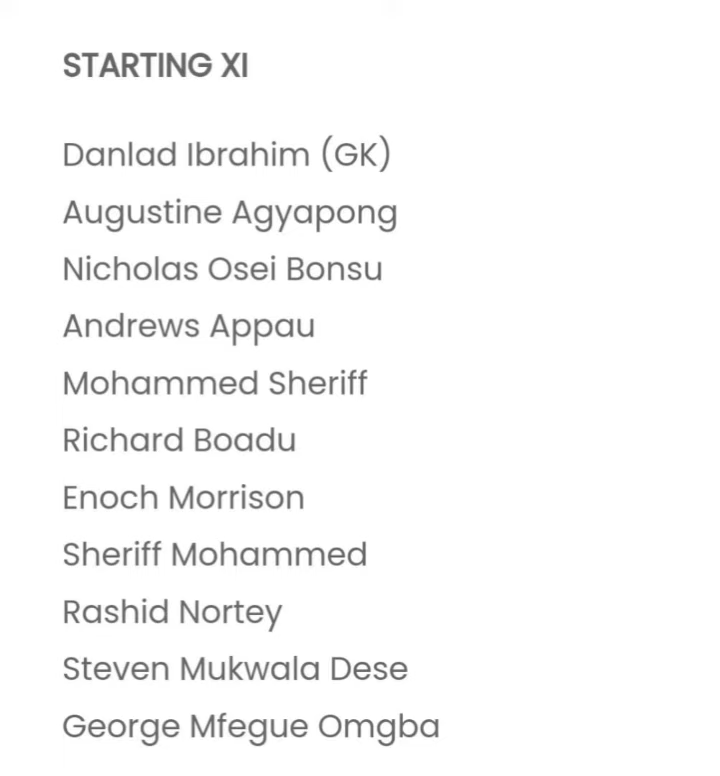 STARTING XI
Danlad Ibrahim (GK)
Augustine Agyapong
Nicholas Osei Bonsu
Andrews Appau
Mohammed Sheriff
Richard Boadu
Enoch Morrison
Sheriff Mohammed
Rashid Nortey
Steven Mukwala Dese
George Mfegue Omgba